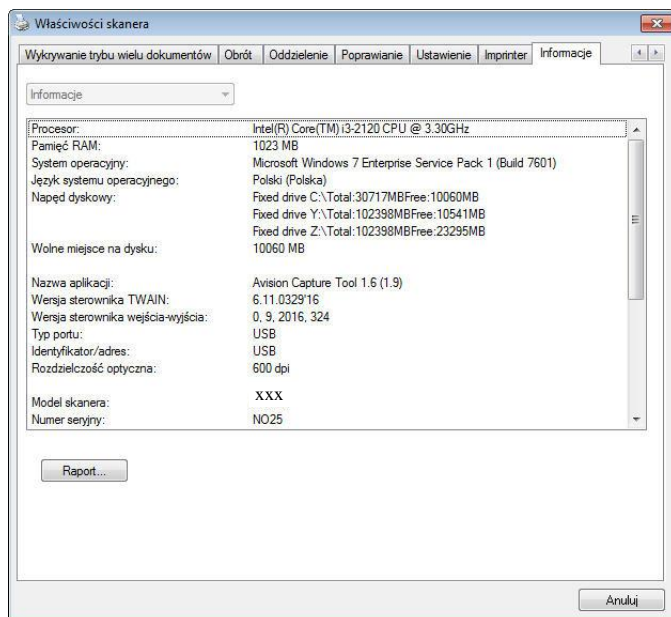 Właściwości skanera
Wykrywanie trybu wielu dokumentów Obrót Oddzielenie Poprawianie Ustawienie Imprinter Informacje
Informacje
Procesor: Intel(R) Core(TM) i3-2120 CPU @ 3.30GHz
Pamięć RAM: 1023 MB
System operacyjny: Microsoft Windows 7 Enterprise Service Pack 1 (Build 7601)
Język systemu operacyjnego: Polski (Polska)
Napęd dyskowy: Fixed drive C:\Total:30717MBFree:10060MB
Fixed drive Y:\Total:102398MBFree:10541MB
Fixed drive Z:\Total:102398MBFree:23295MB
Wolne miejsce na dysku: 10060 MB
Nazwa aplikacji: Avision Capture Tool 1.6 (1.9)
Wersja sterownika TWAIN: 6.11.0329'16
Wersja sterownika wejścia-wyjścia: 0, 9, 2016, 324
Typ portu: USB
Identyfikator/adres: USB
Rozdzielczość optyczna: 600 dpi
Model skanera: xxx
Numer seryjny: NO25
Raport...
Anuluj